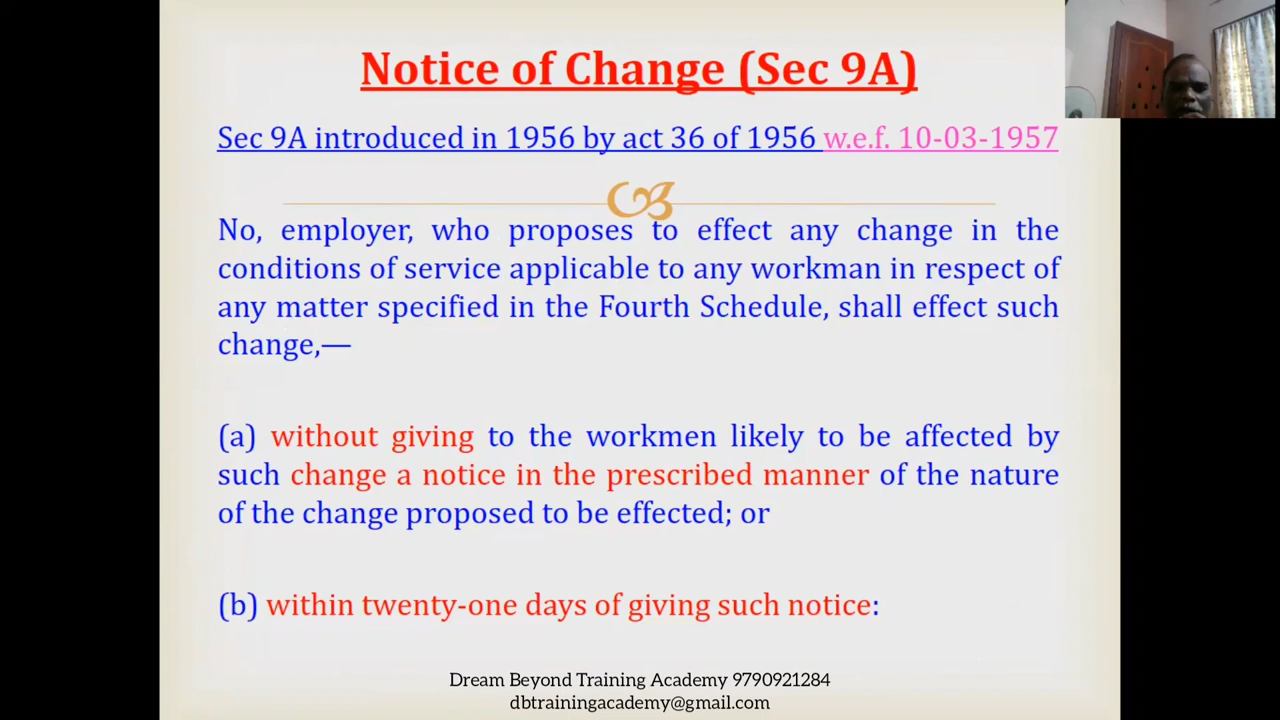 Notice of Change (Sec 9A)
Sec 9A introduced in 1956 by act 36 of 1956 w.e.f. 10-03-1957
No, employer, who proposes to effect any change in the
conditions of service applicable to any workman in respect of
any matter specified in the Fourth Schedule, shall effect such
change,—
(a) without giving to the workmen likely to be affected by
such change a notice in the prescribed manner of the nature
of the change proposed to be effected; or
(b) within twenty-one days of giving such notice:
Dream Beyond Training Academy 9790921284
dbtrainingacademy@gmail.com